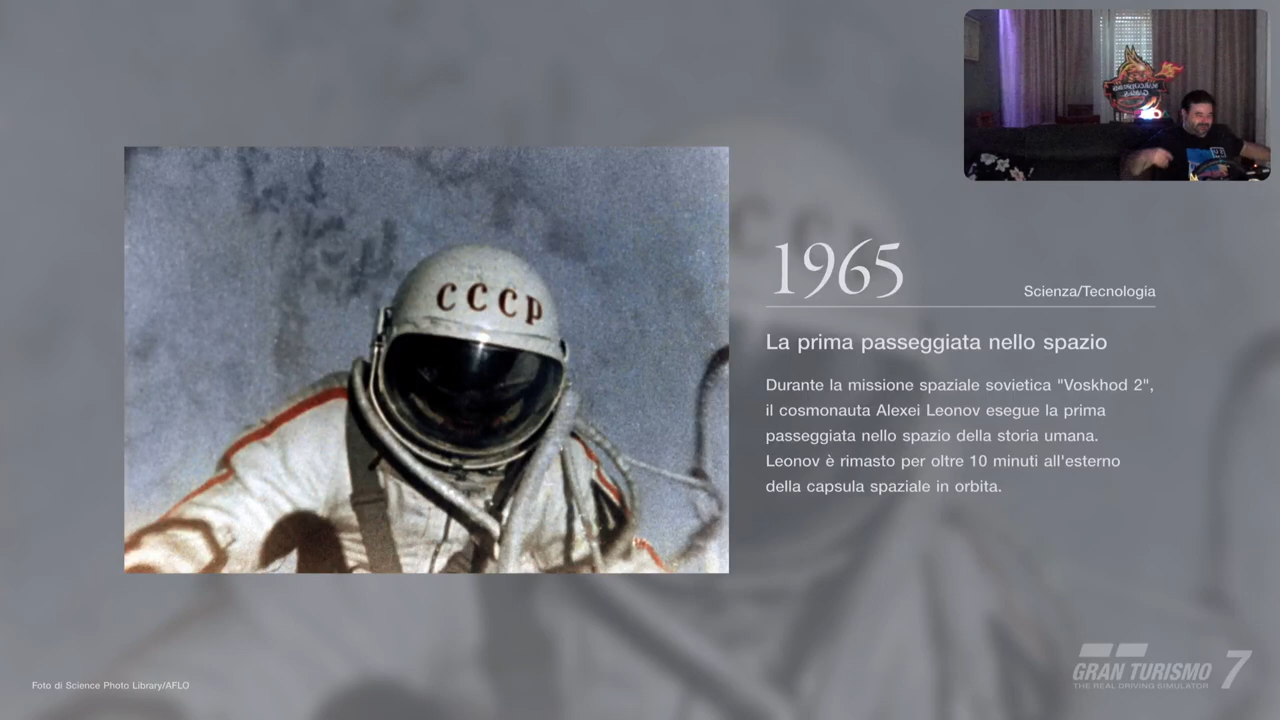 CCCP
1965
Scienza/Tecnologia
La prima passeggiata nello spazio
Durante la missione spaziale sovietica "Voskhod 2",
il cosmonauta Alexei Leonov esegue la prima
passeggiata nello spazio della storia umana.
Leonov è rimasto per oltre 10 minuti all'esterno
della capsula spaziale in orbita.
Foto di Science Photo Library/AFLO
GRAN TURISMO 7
THE REAL DRIVING SIMULATOR